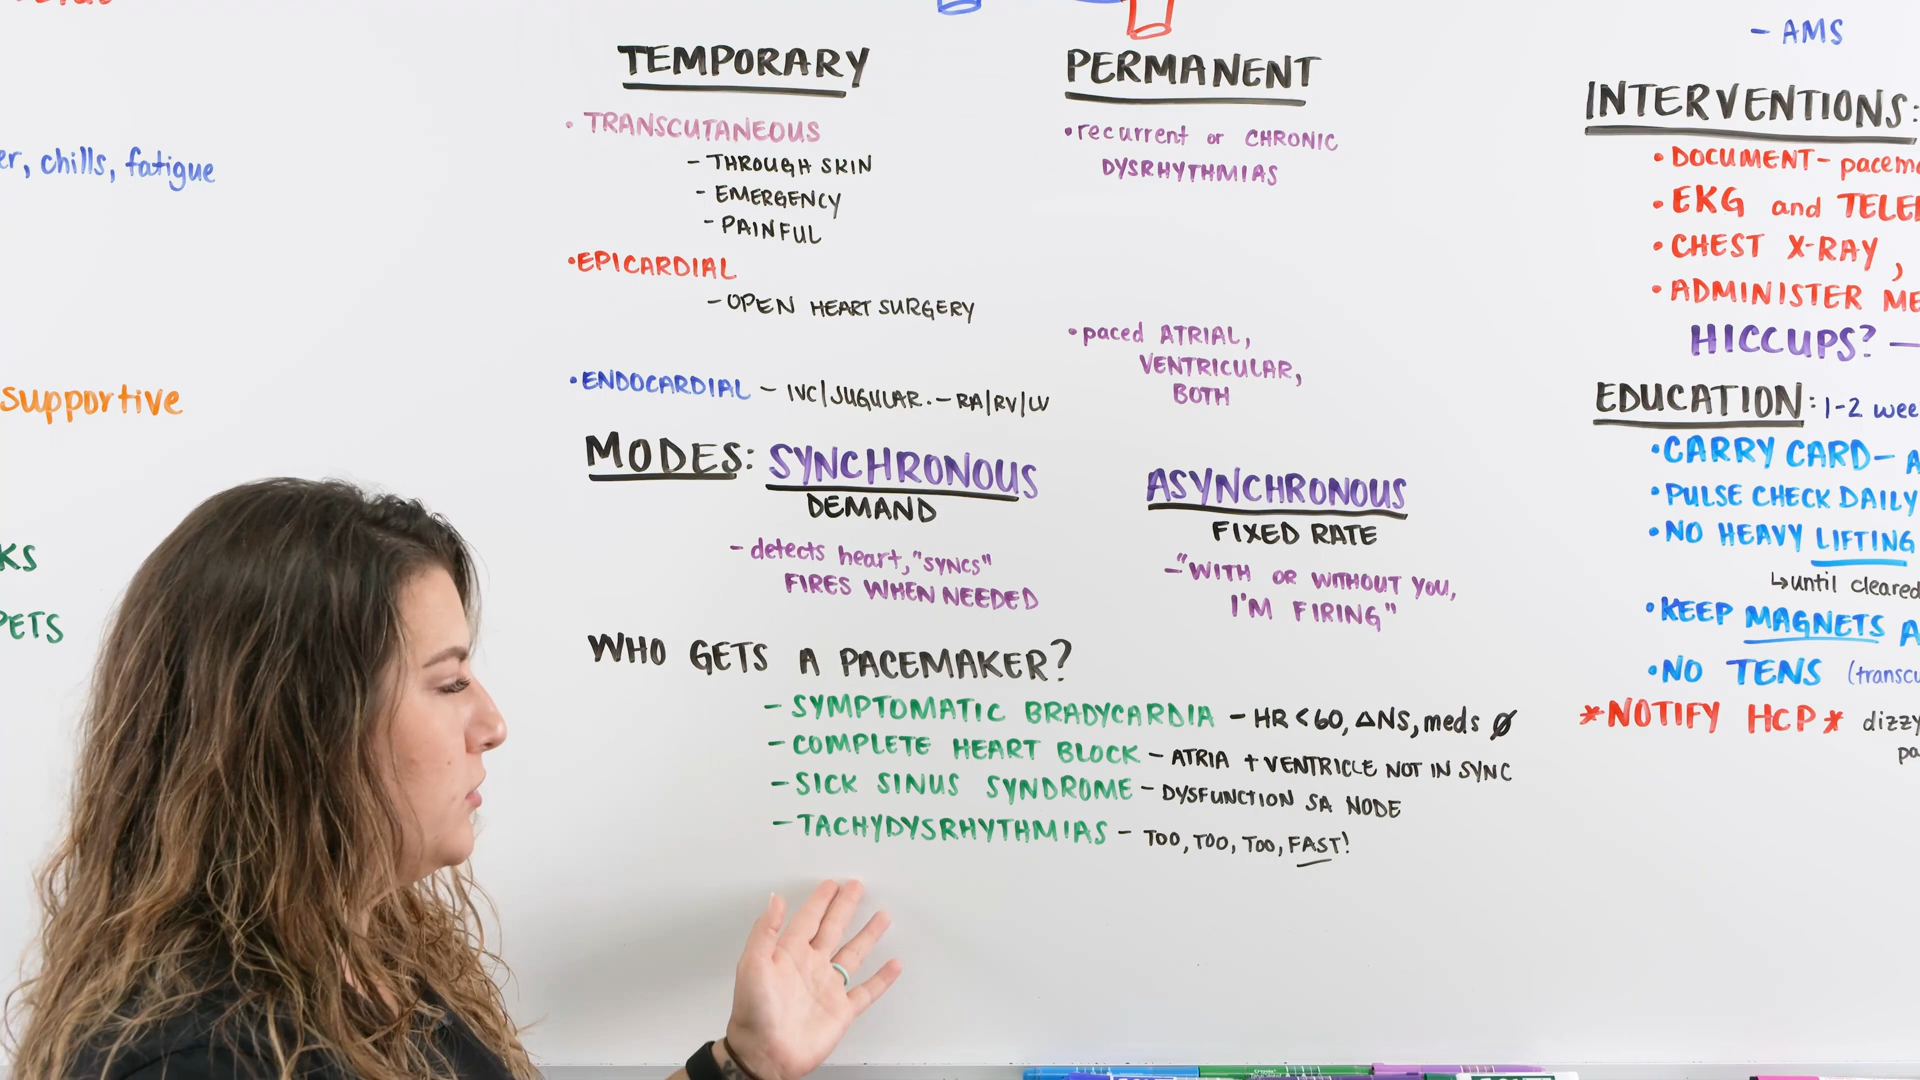 er, chills, fatigue
supportive
KS
PETS
TEMPORARY
• TRANSCUTANEOUS
- THROUGH SKIN
- EMERGENCY
- PAINFUL
• EPICARDIAL
- OPEN HEART SURGERY
• ENDOCARDIAL - IVC/JUGULAR. - RA/RV/LV
PERMANENT
• recurrent or CHRONIC
DYSRHYTHMIAS
• paced ATRIAL,
VENTRICULAR,
BOTH
MODES: SYNCHRONOUS
DEMAND
- detects heart, "SYNCS"
FIRES WHEN NEEDED
ASYNCHRONOUS
FIXED RATE
- "WITH OR WITHOUT YOU,
I'M FIRING"
WHO GETS A PACEMAKER?
- SYMPTOMATIC BRADYCARDIA - HR < 60, ΔNS, meds Ø
- COMPLETE HEART BLOCK - ATRIA + VENTRICLE NOT IN SYNC
- SICK SINUS SYNDROME - DYSFUNCTION SA NODE
- TACHYDYSRHYTHMIAS - TOO, TOO, TOO, FAST!
- AMS
INTERVENTIONS:
• DOCUMENT - pacem
• EKG and TELE
• CHEST X-RAY,
• ADMINISTER ME
HICCUPS? —
EDUCATION: 1-2 wee
• CARRY CARD - A
• PULSE CHECK DAILY
• NO HEAVY LIFTING
↳ until cleared
• KEEP MAGNETS A
• NO TENS (transcu
*NOTIFY HCP* dizzy
pa